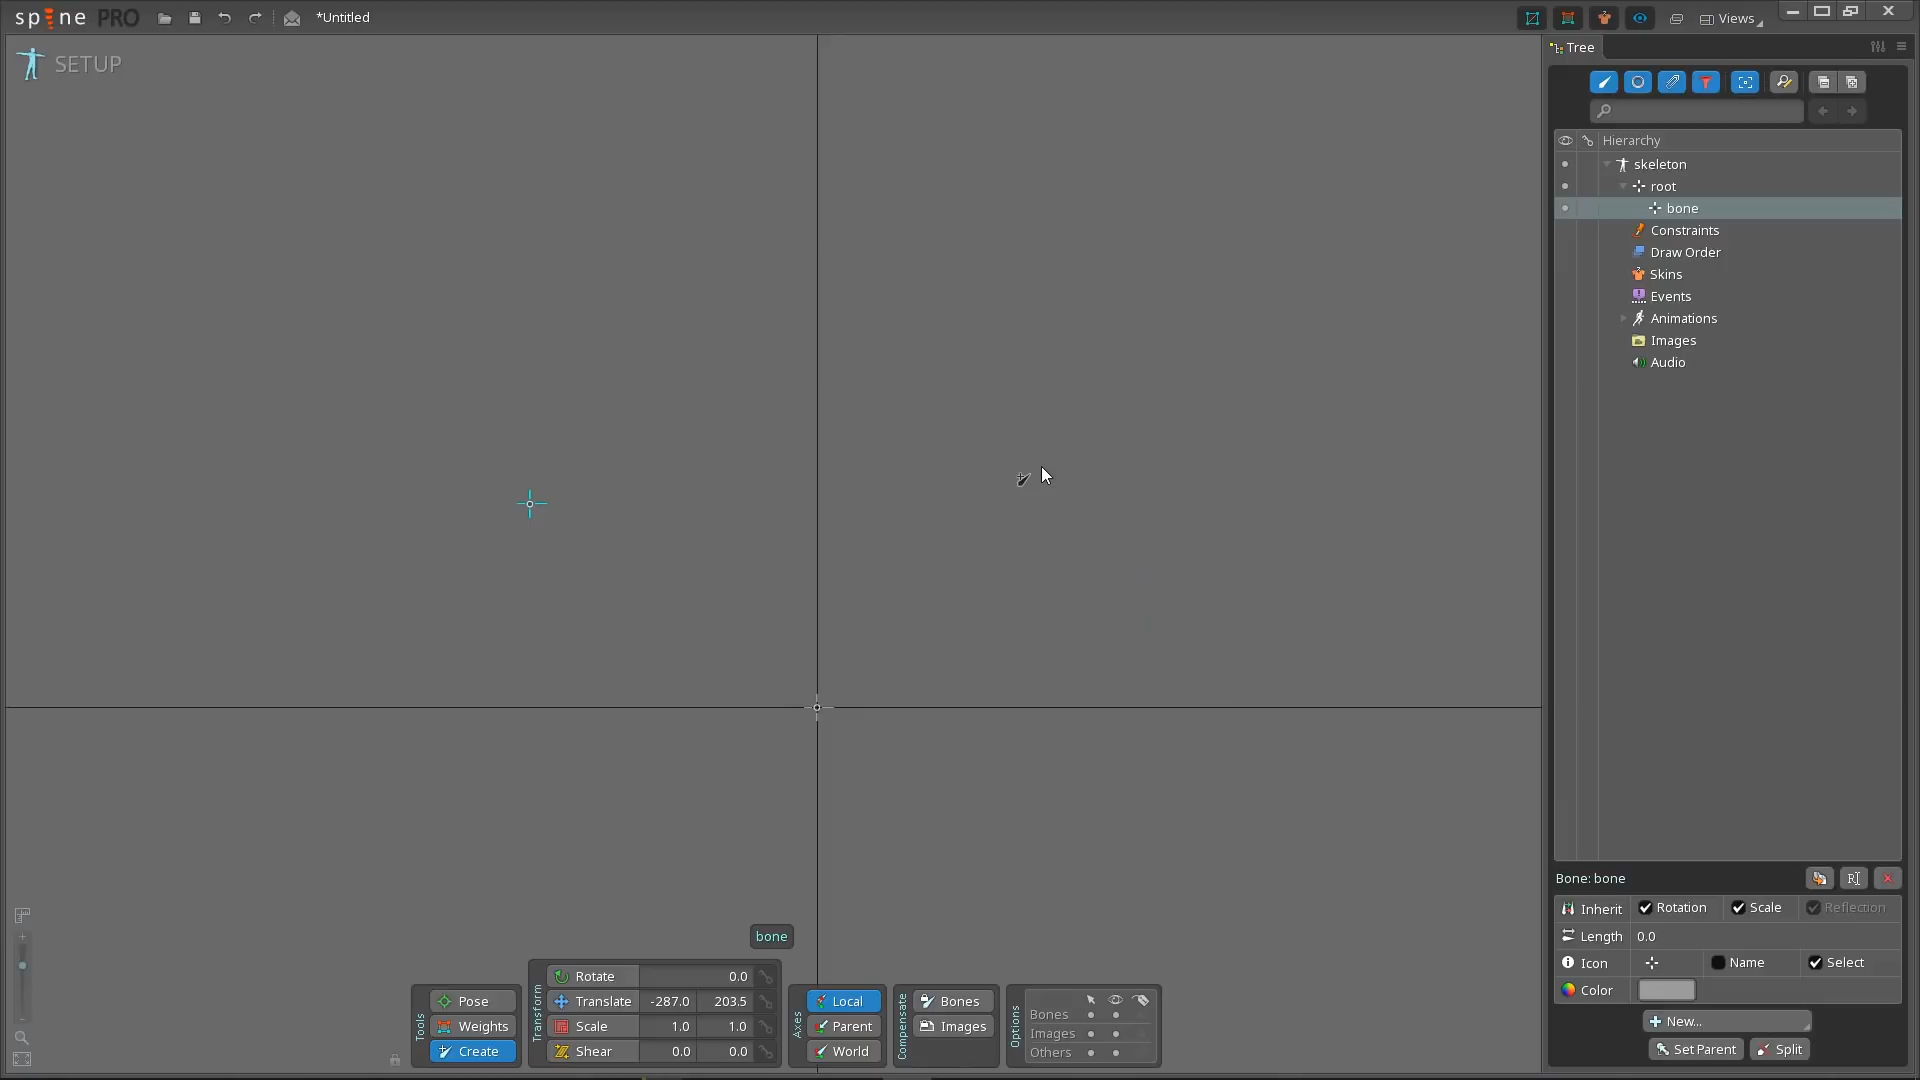 spine PRO
*Untitled
Views
SETUP
Tree
Hierarchy
skeleton
root
bone
Constraints
Draw Order
Skins
Events
Animations
Images
Audio
Bone: bone
Inherit Rotation Scale Reflection
Length 0.0
Icon Name Select
Color
New...
Set Parent Split
bone
Tools
Pose
Weights
Create
Transform
Rotate 0.0
Translate -287.0 203.5
Scale 1.0 1.0
Shear 0.0 0.0
Axes
Local
Parent
World
Compensate
Bones
Images
Options
Bones
Images
Others